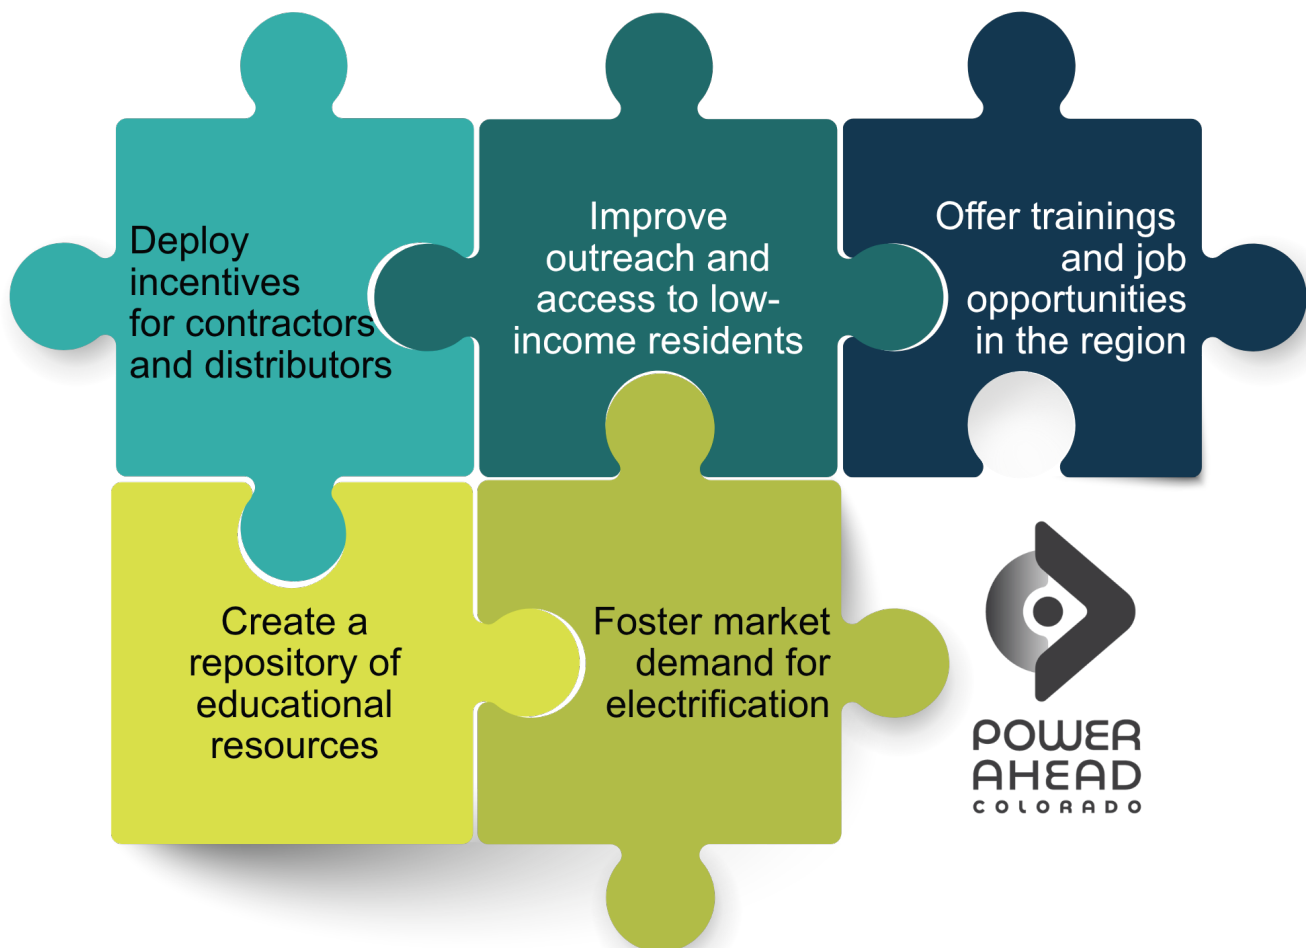 Deploy
incentives
for contractors
and distributors
Improve
outreach and
access to low-
income residents
Offer trainings
and job
opportunities
in the region
Create a
repository of
educational
resources
Foster market
demand for
electrification
POWER
AHEAD
COLORADO